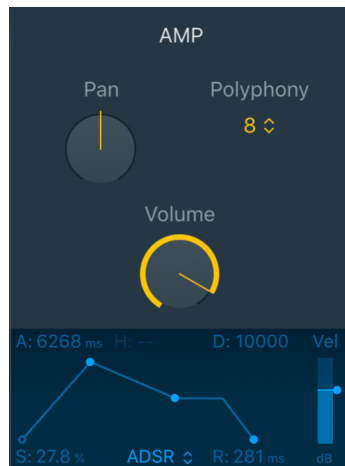 AMP
Pan Polyphony
8
Volume
A: 6268 ms H: -- D: 10000 Vel
S: 27.8 % ADSR R: 281 ms dB